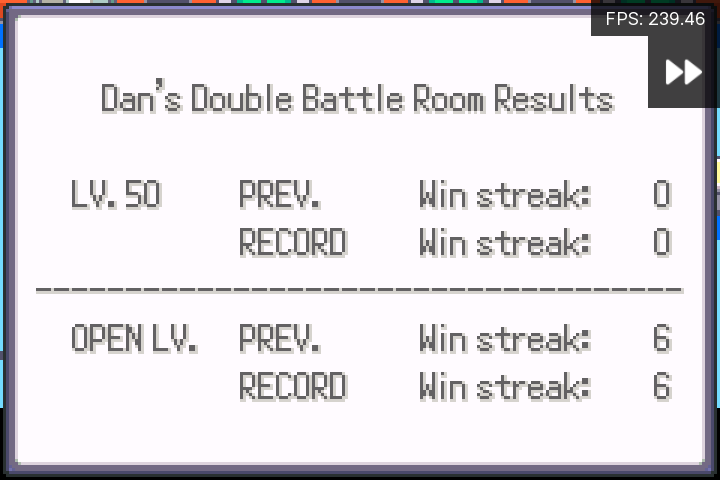 FPS: 239.46
Dan's Double Battle Room Results
LV. 50 PREV. Win streak: 0
RECORD Win streak: 0
OPEN LV. PREV. Win streak: 6
RECORD Win streak: 6